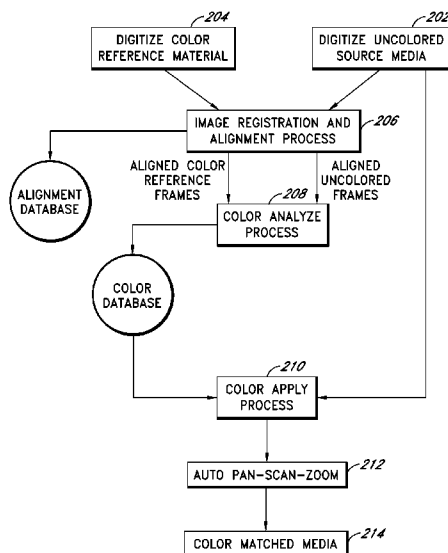 204
202
DIGITIZE COLOR
REFERENCE MATERIAL
DIGITIZE UNCOLORED
SOURCE MEDIA
IMAGE REGISTRATION AND
ALIGNMENT PROCESS
206
ALIGNED COLOR
REFERENCE
FRAMES
ALIGNED
UNCOLORED
FRAMES
ALIGNMENT
DATABASE
208
COLOR ANALYZE
PROCESS
COLOR
DATABASE
210
COLOR APPLY
PROCESS
AUTO PAN-SCAN-ZOOM
212
COLOR MATCHED MEDIA
214